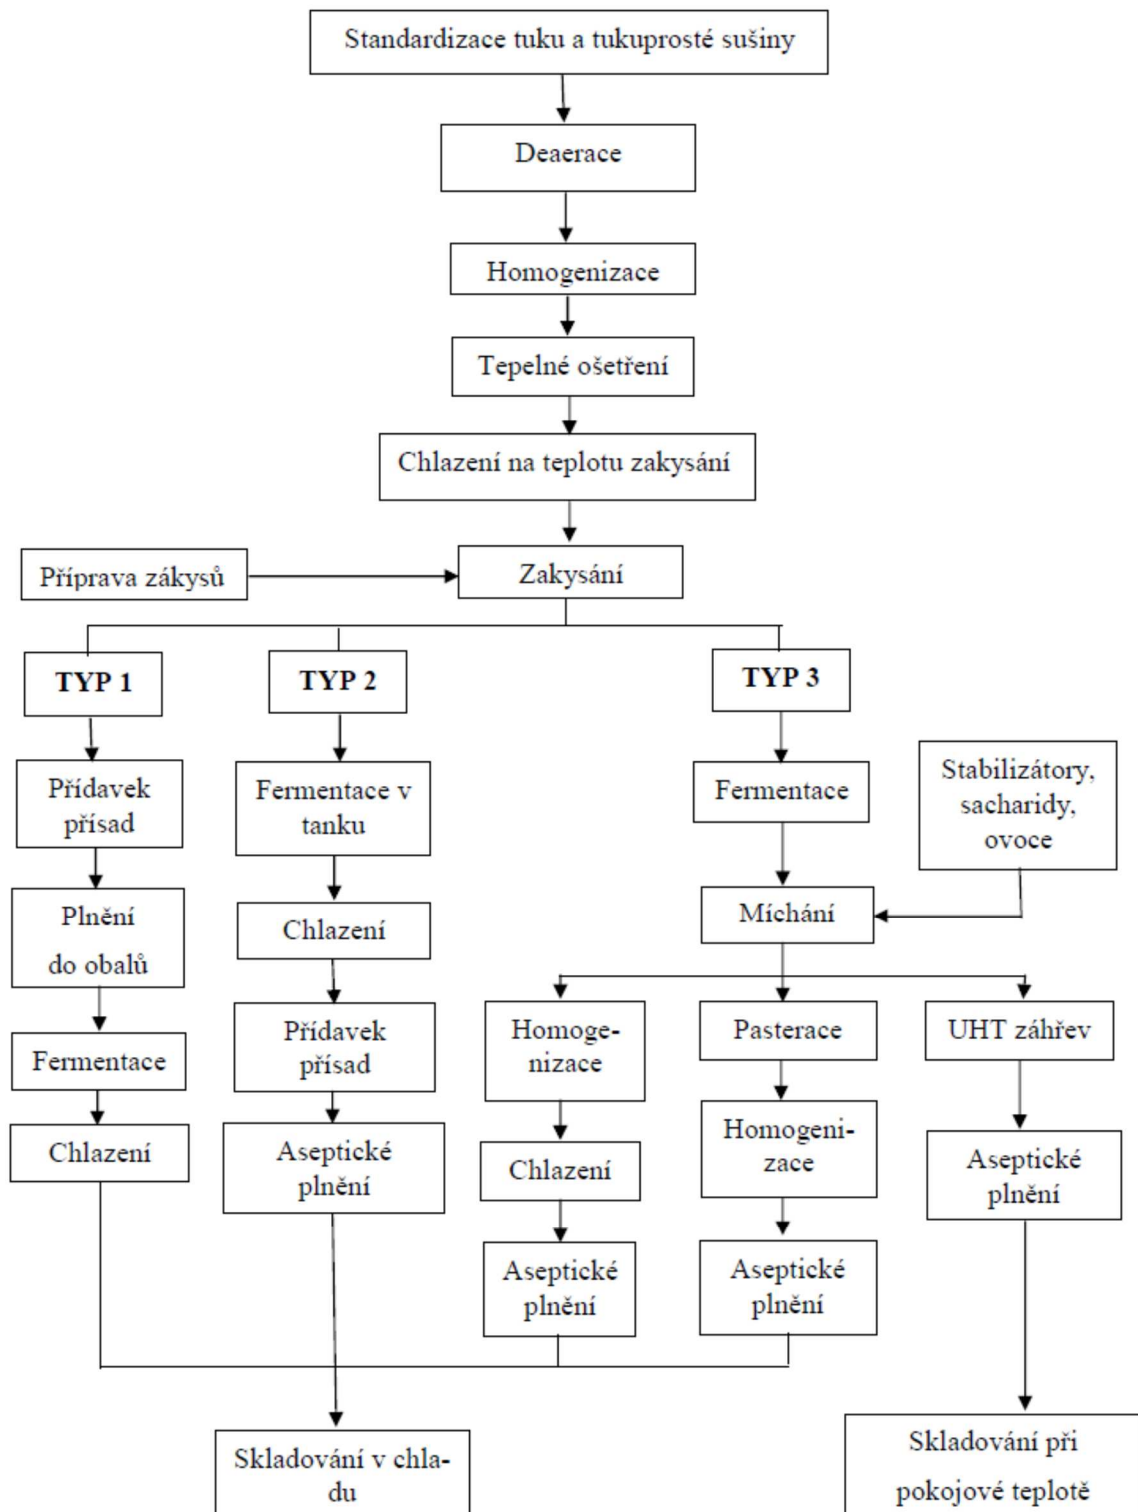 Standardizace tuku a tukuprosté sušiny
Deaerace
Homogenizace
Tepelné ošetření
Chlazení na teplotu zakysání
Příprava zákysů
Zakysání
TYP 1
TYP 2
TYP 3
Přídavek
přísad
Plnění
do obalů
Fermentace
Chlazení
Fermentace v
tanku
Chlazení
Přídavek
přísad
Aseptické
plnění
Fermentace
Stabilizátory,
sacharidy,
ovoce
Míchání
Homoge-
nizace
Chlazení
Aseptické
plnění
Pasterace
Homogeni-
zace
Aseptické
plnění
UHT záhřev
Aseptické
plnění
Skladování v chla-
du
Skladování při
pokojové teplotě